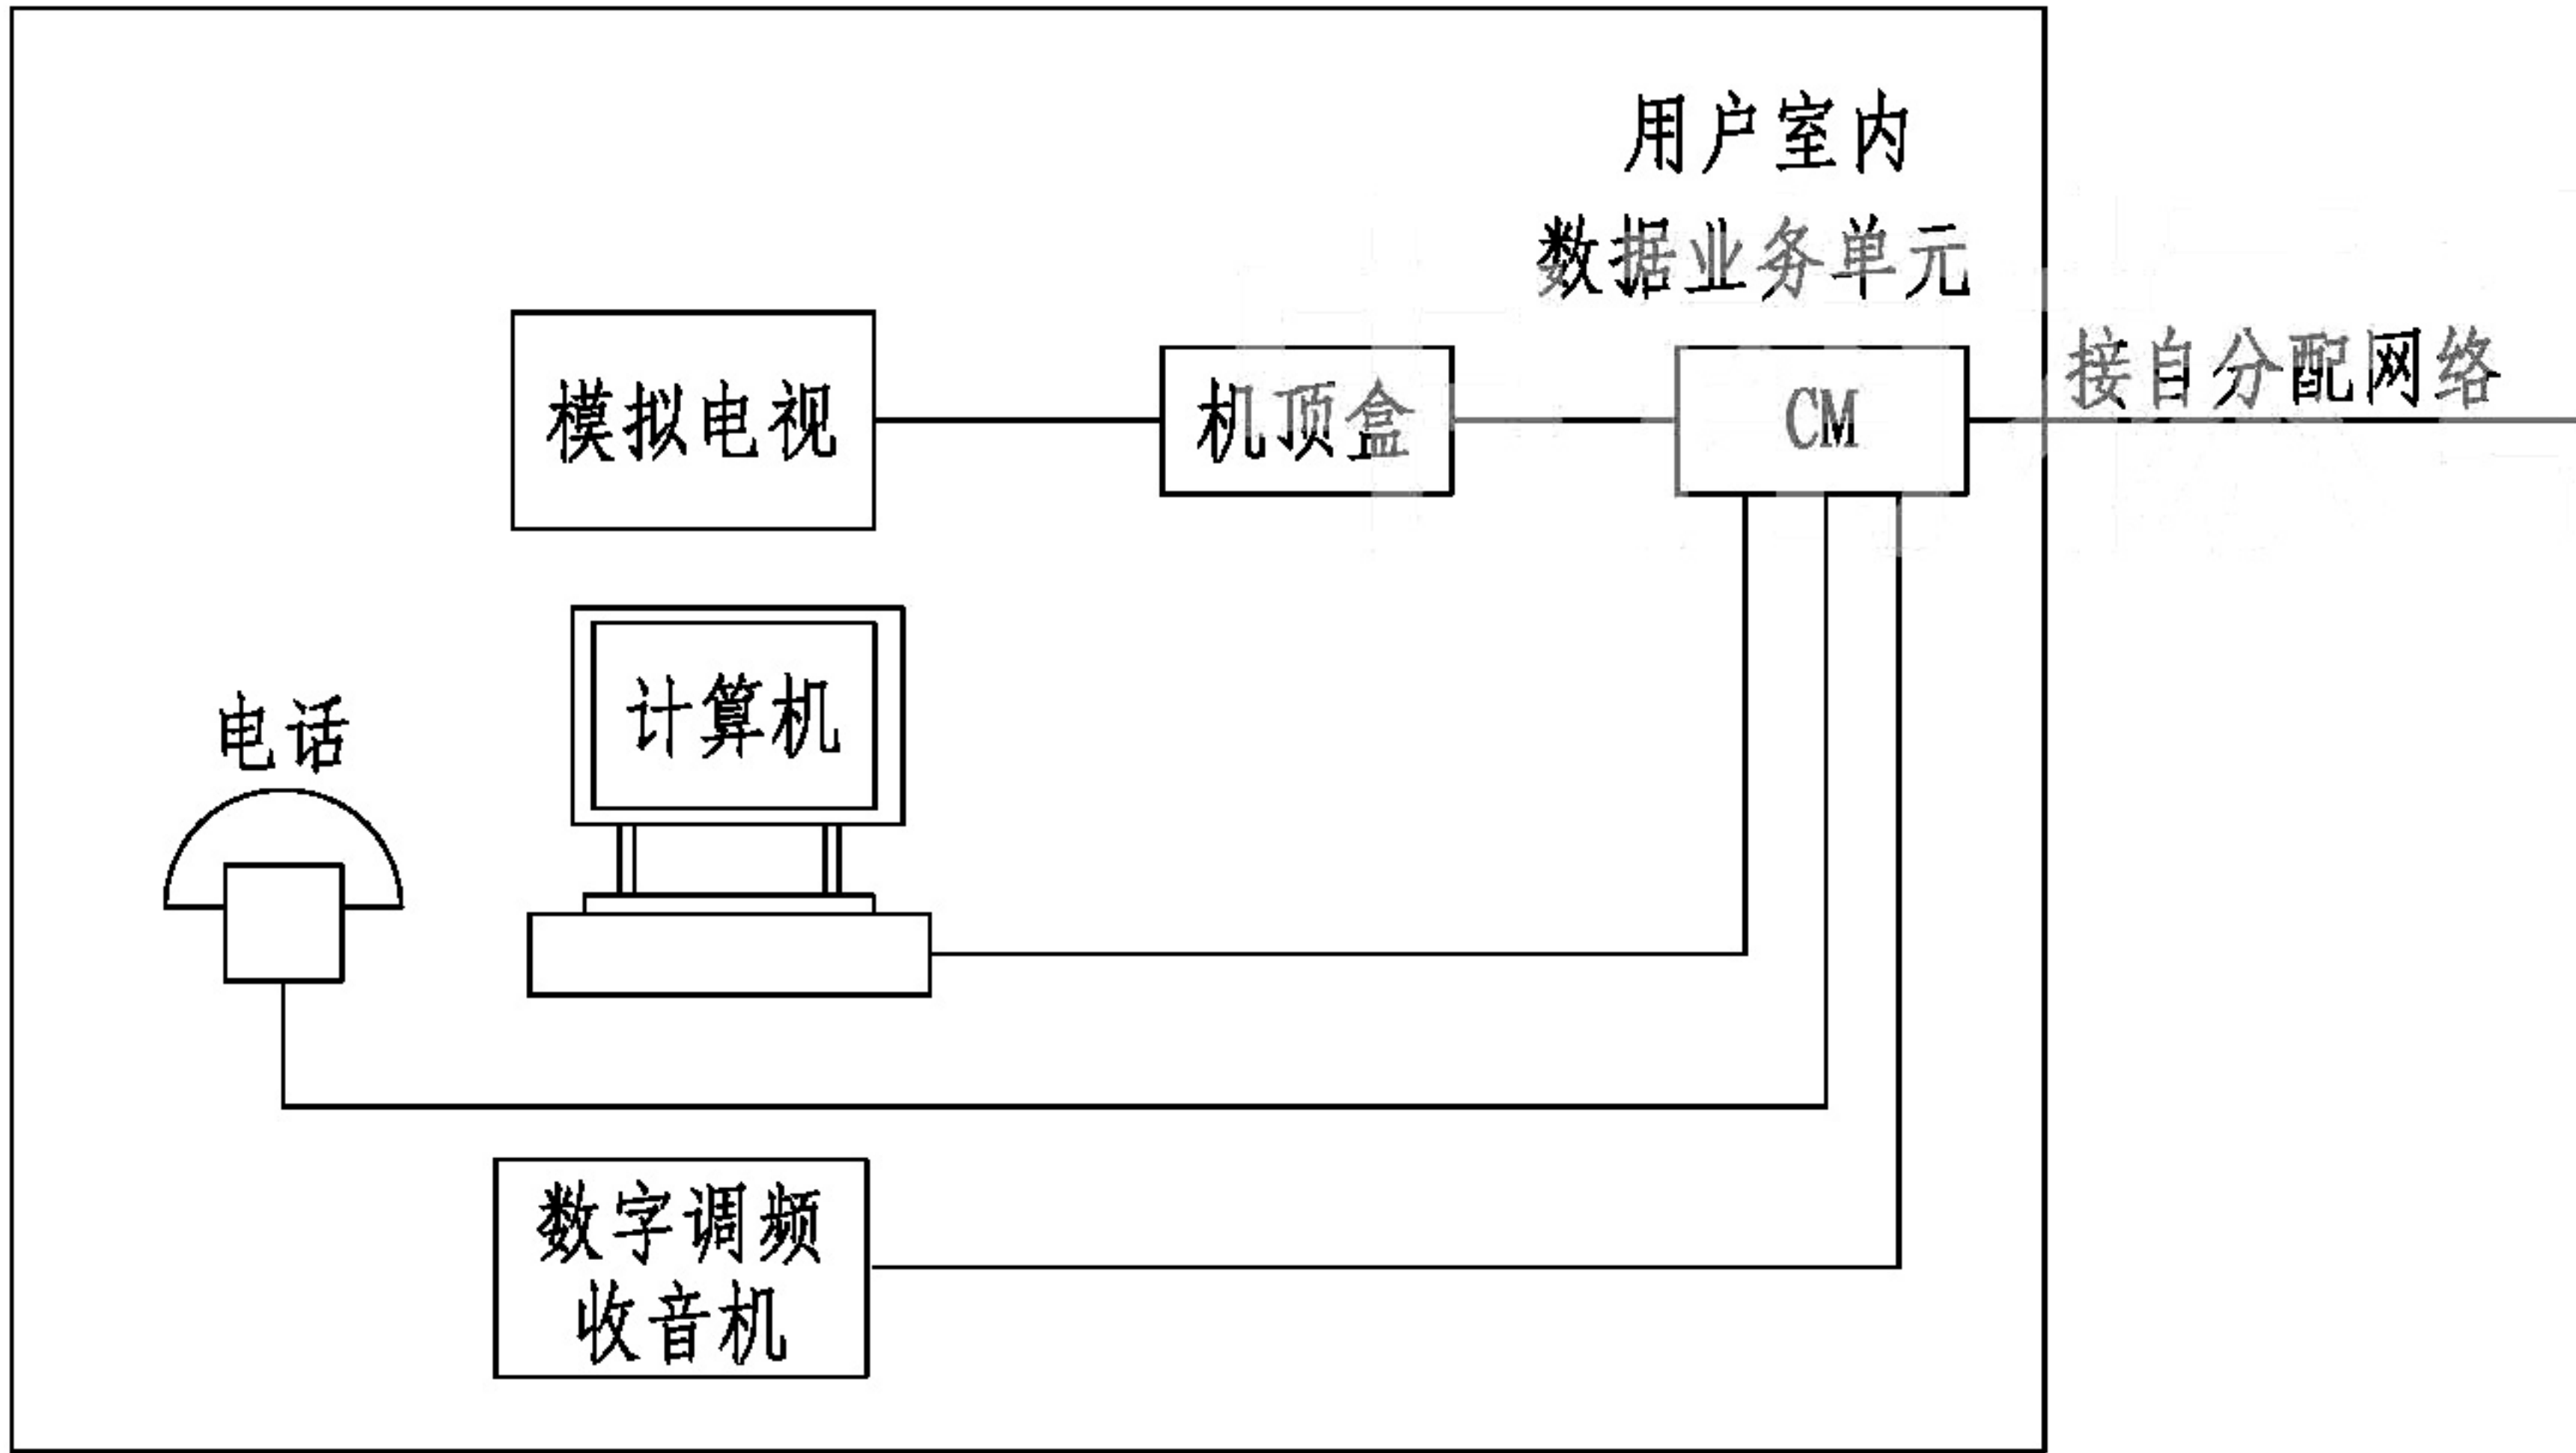 用户室内
数据业务单元
接自分配网络
模拟电视
机顶盒
CM
计算机
电话
数字调频
收音机